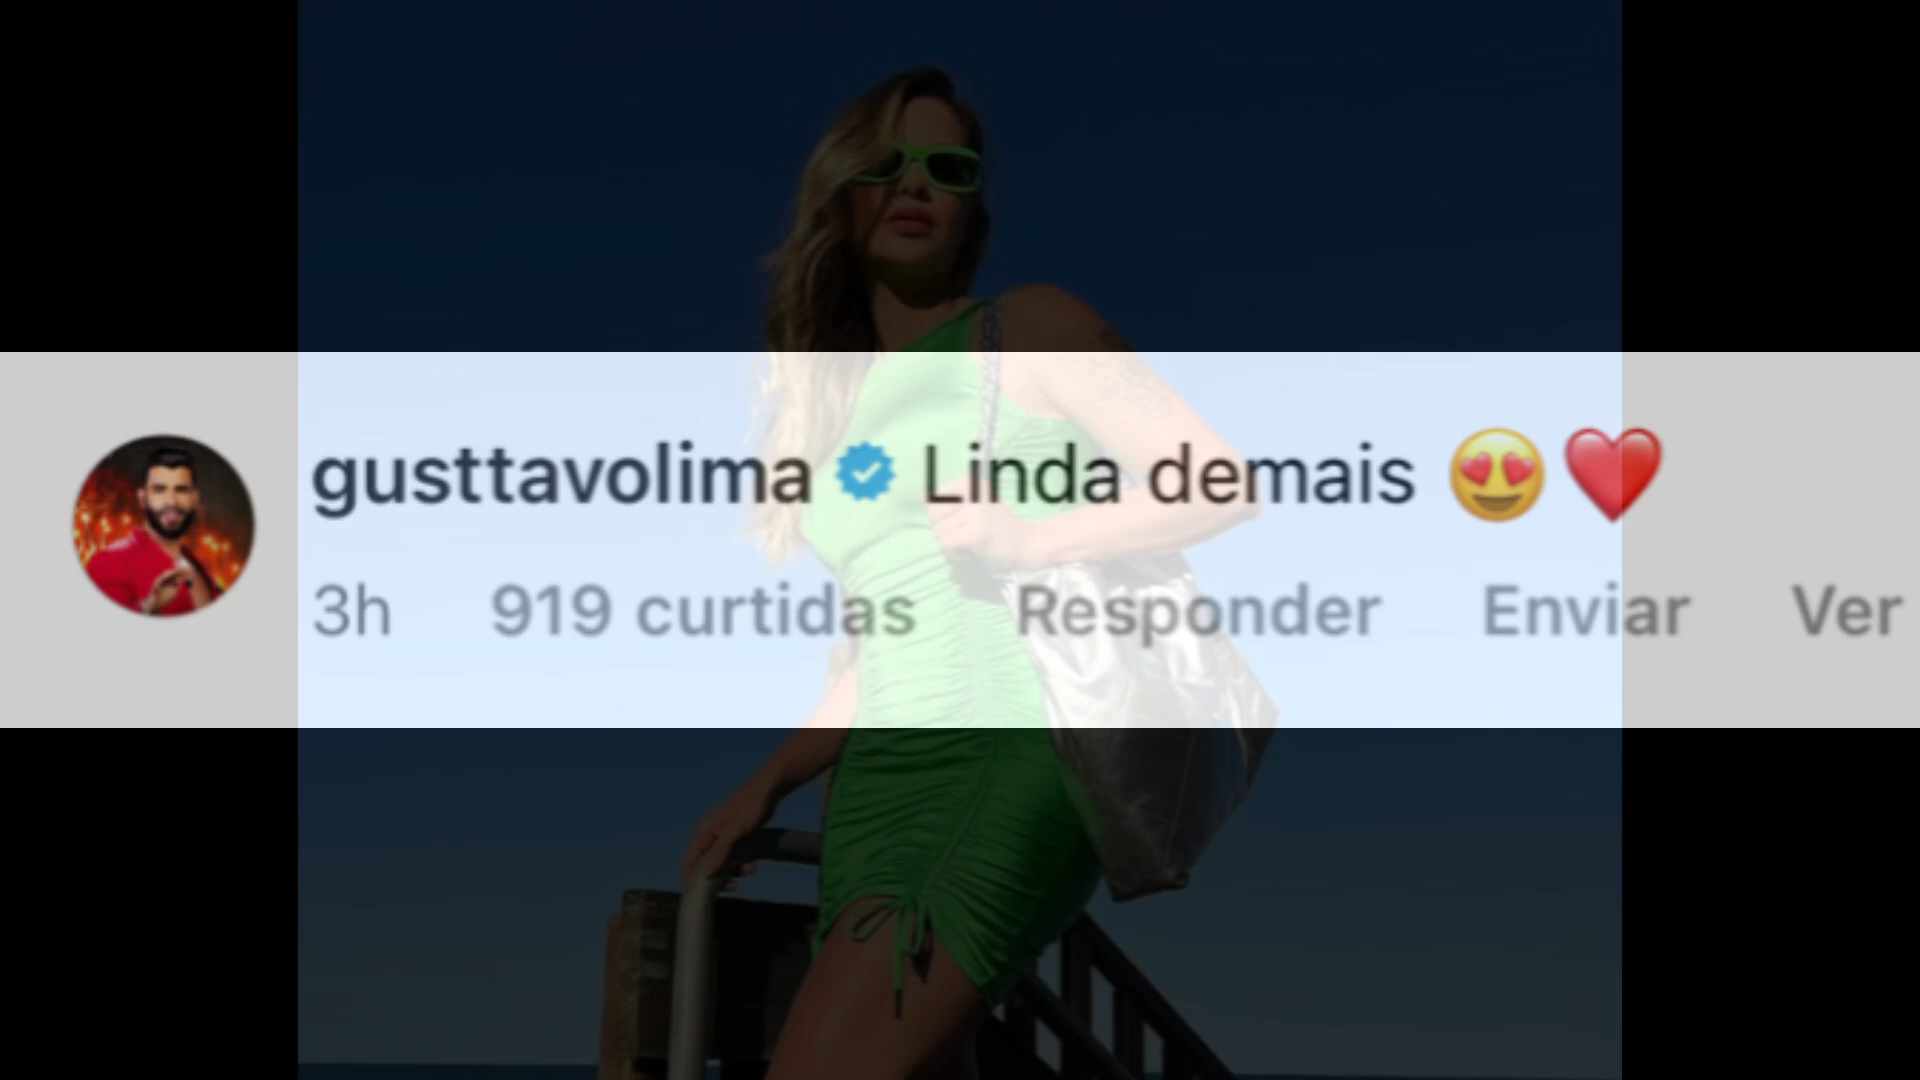 gusttavolima Linda demais 😍❤️
3h 919 curtidas Responder Enviar Ver